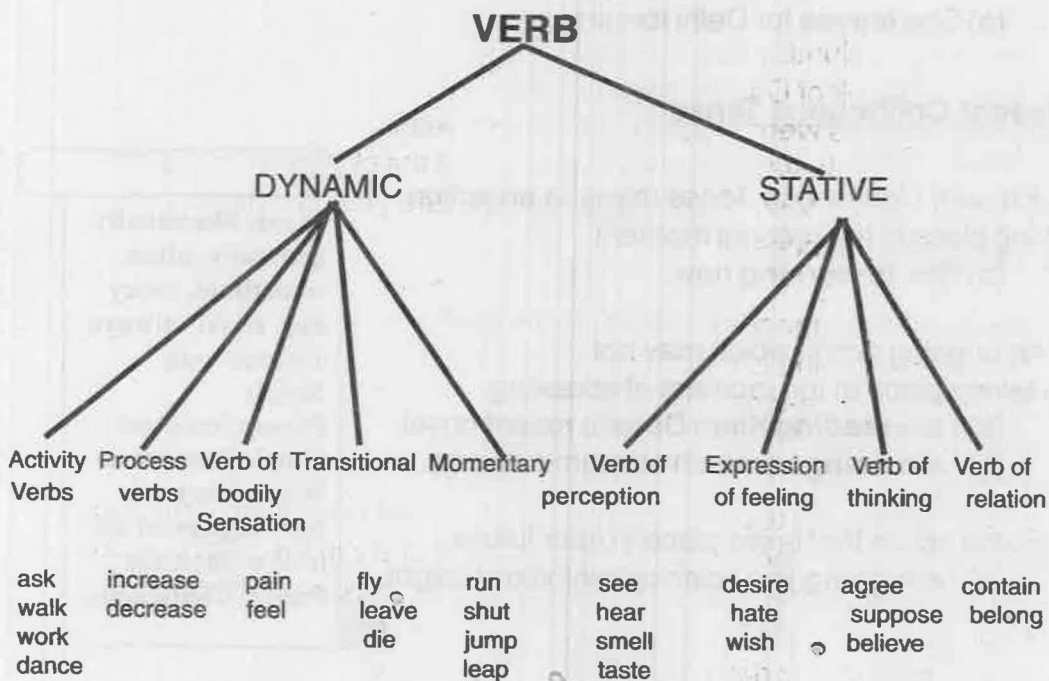 VERB
DYNAMIC STATIVE
Activity Process Verb of Transitional Momentary Verb of Expression Verb of Verb of
Verbs verbs bodily perception of feeling thinking relation
Sensation
ask increase pain fly run see desire agree contain
walk decrease feel leave shut hear hate suppose belong
work die jump smell wish believe
dance leap taste